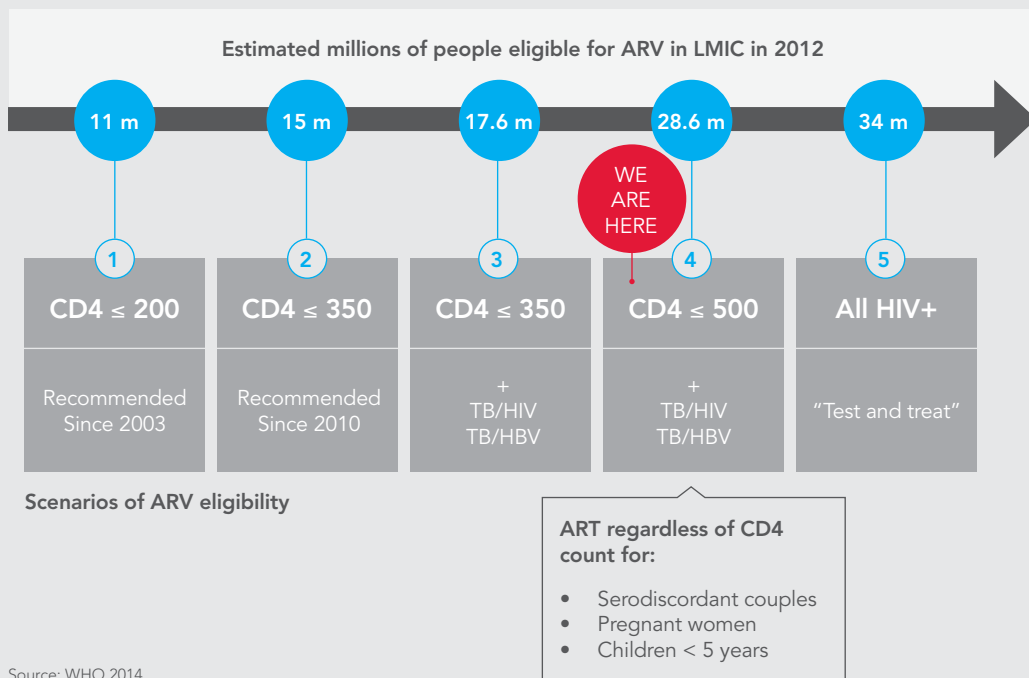 Estimated millions of people eligible for ARV in LMIC in 2012
11 m
15 m
17.6 m
28.6 m
34 m
WE
ARE
HERE
1
2
3
4
5
CD4 ≤ 200
CD4 ≤ 350
CD4 ≤ 350
CD4 ≤ 500
All HIV+
Recommended
Since 2003
Recommended
Since 2010
+
TB/HIV
TB/HBV
+
TB/HIV
TB/HBV
“Test and treat”
Scenarios of ARV eligibility
ART regardless of CD4
count for:
• Serodiscordant couples
• Pregnant women
• Children < 5 years
Source: WHO 2014